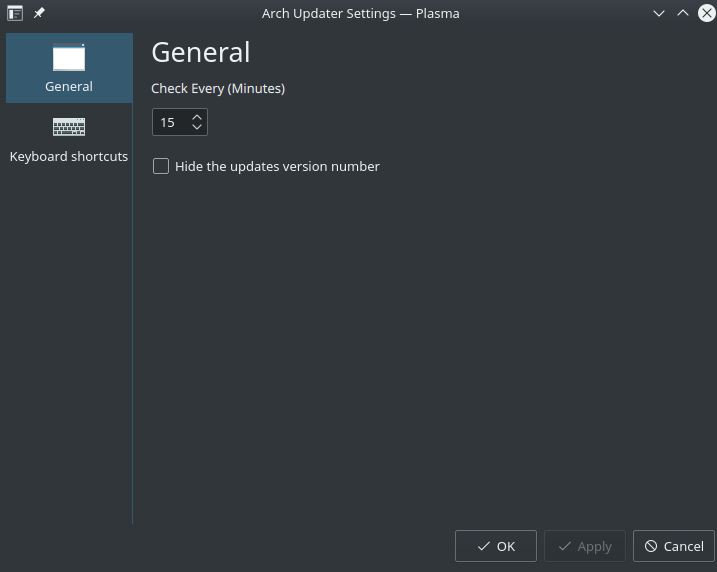 Arch Updater Settings — Plasma
General
Keyboard shortcuts
General
Check Every (Minutes)
15
Hide the updates version number
OK
Apply
Cancel